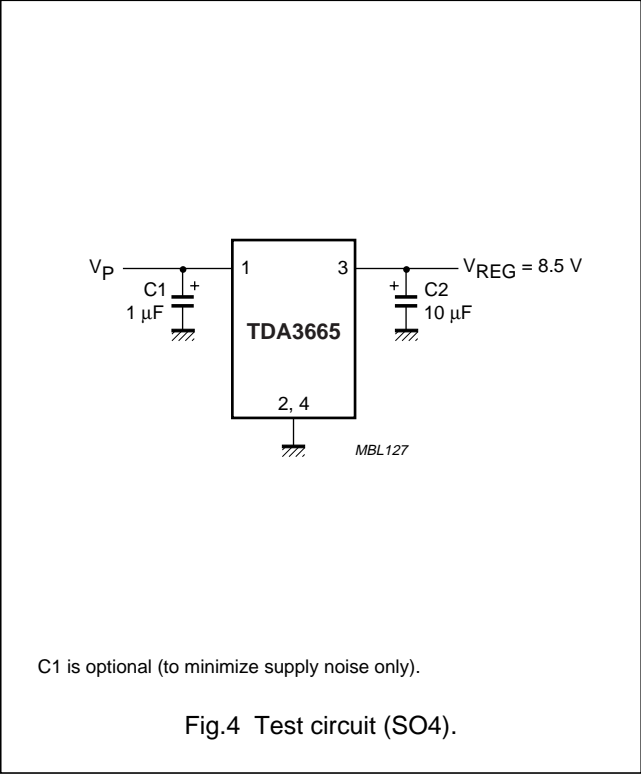 V_P
1
3
V_REG = 8.5 V
C1
+
1 μF
+
C2
10 μF
TDA3665
2, 4
MBL127
C1 is optional (to minimize supply noise only).
Fig.4 Test circuit (SO4).